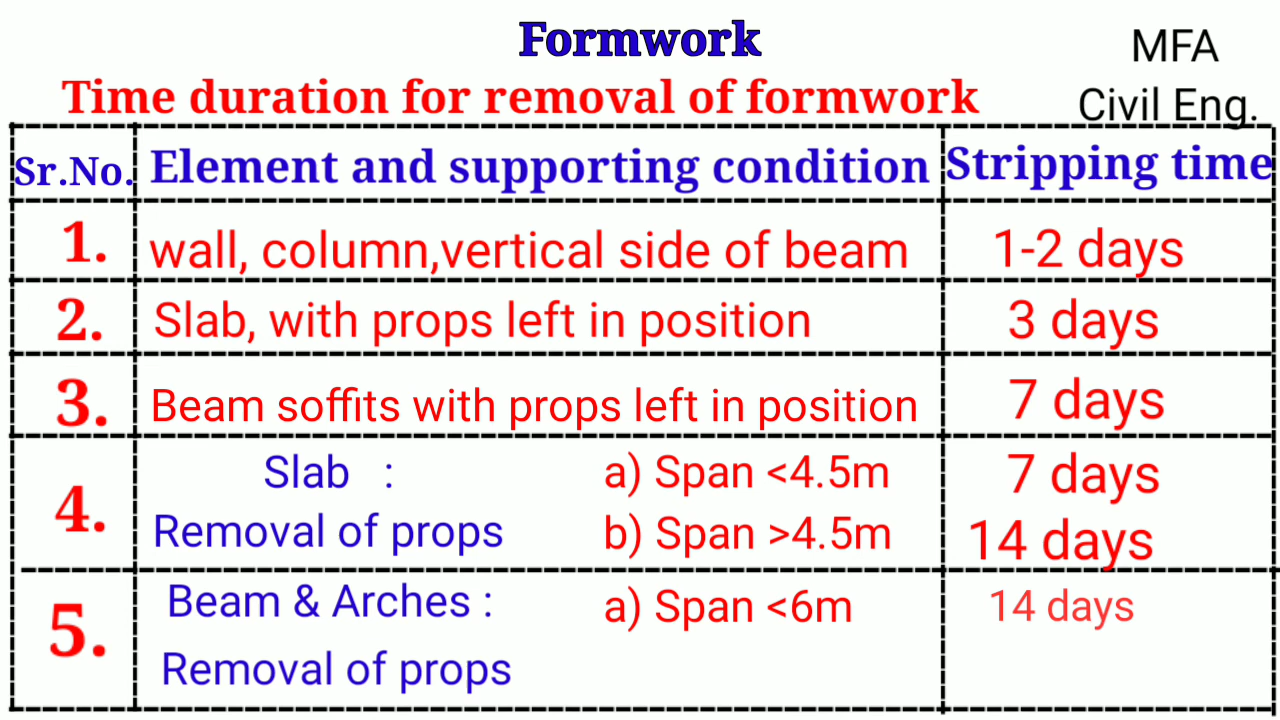 Formwork
MFA
Time duration for removal of formwork
Civil Eng.
Sr.No. Element and supporting condition Stripping time
1. wall, column,vertical side of beam 1-2 days
2. Slab, with props left in position 3 days
3. Beam soffits with props left in position 7 days
4. Slab : a) Span <4.5m 7 days
Removal of props b) Span >4.5m 14 days
5. Beam & Arches : a) Span <6m 14 days
Removal of props